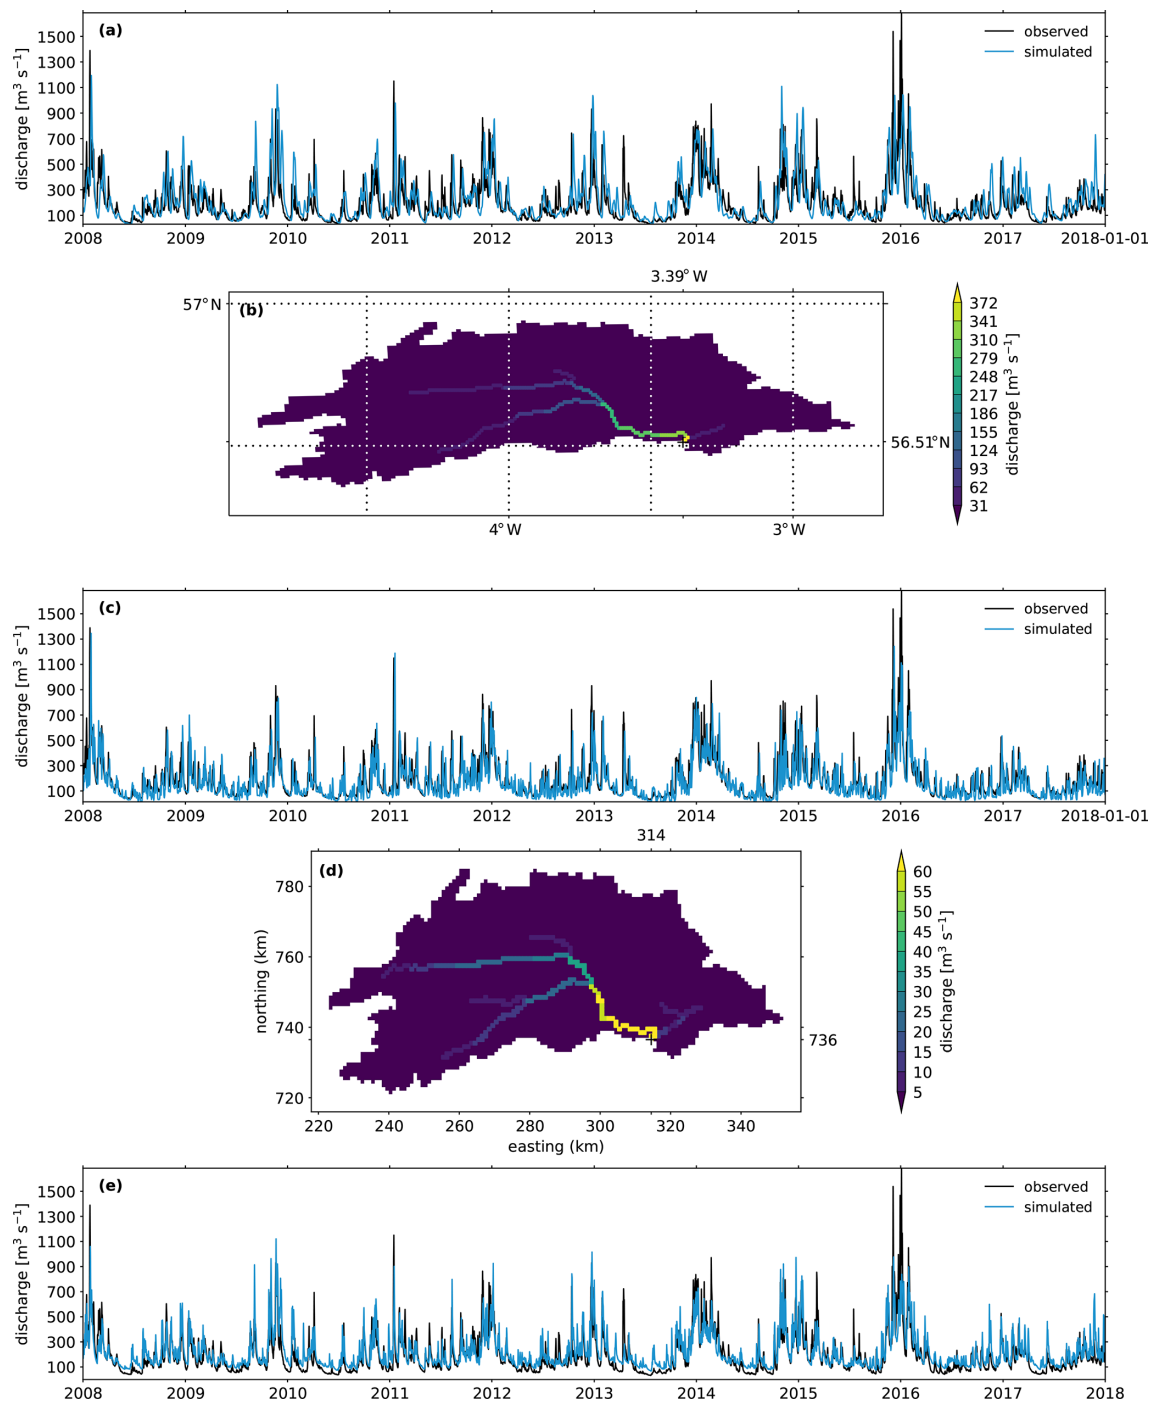 (a)
observed
simulated
discharge [m³ s⁻¹]
1500
1300
1100
900
700
500
300
100
2008 2009 2010 2011 2012 2013 2014 2015 2016 2017 2018-01-01
3.39°W
57°N
(b)
56.51°N
4°W 3°W
372
341
310
279
248
217
186
155
124
93
62
31
discharge [m³ s⁻¹]
(c)
observed
simulated
discharge [m³ s⁻¹]
1500
1300
1100
900
700
500
300
100
2008 2009 2010 2011 2012 2013 2014 2015 2016 2017 2018-01-01
314
(d)
northing (km)
780
760
740
720
736
220 240 260 280 300 320 340
easting (km)
60
55
50
45
40
35
30
25
20
15
10
5
discharge [m³ s⁻¹]
(e)
observed
simulated
discharge [m³ s⁻¹]
1500
1300
1100
900
700
500
300
100
2008 2009 2010 2011 2012 2013 2014 2015 2016 2017 2018